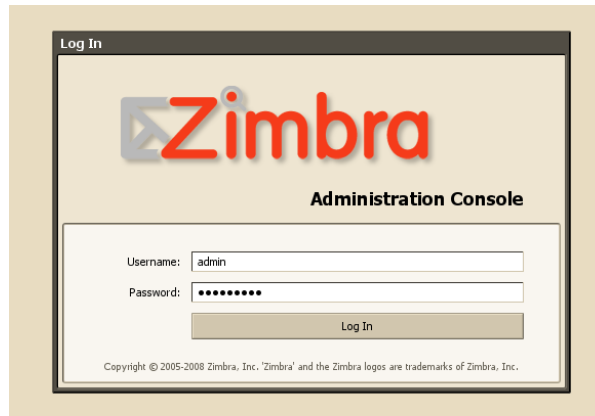 Log In
Zimbra
Administration Console
Username: admin
Password: ●●●●●●●●●
Log In
Copyright © 2005-2008 Zimbra, Inc. 'Zimbra' and the Zimbra logos are trademarks of Zimbra, Inc.